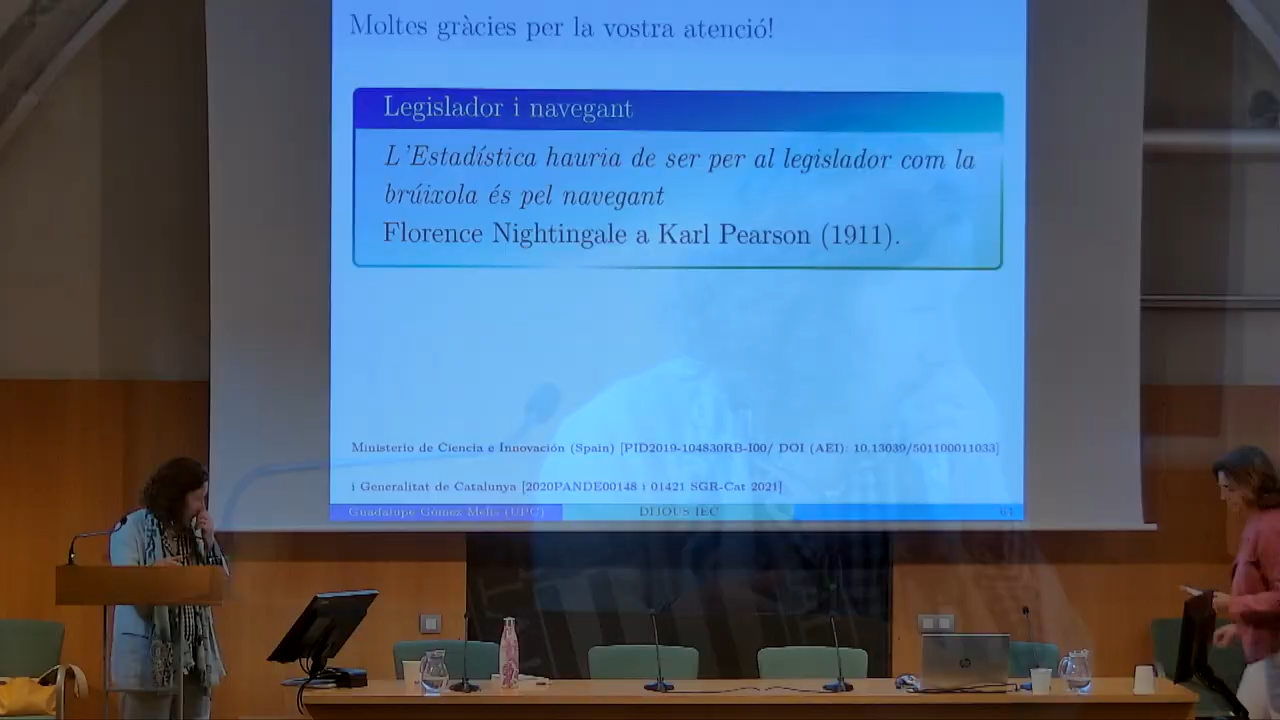 Moltes gràcies per la vostra atenció!
Legislador i navegant
L'Estadística hauria de ser per al legislador com la
brúixola és pel navegant
Florence Nightingale a Karl Pearson (1911).
Ministerio de Ciencia e Innovación (Spain) [PID2019-104830RB-I00/ DOI (AEI): 10.13039/501100011033]
i Generalitat de Catalunya [2020PANDE00148 i 01421 SGR-Cat 2021]
Guadalupe Gómez Melis (UPC) DIJOUS IEC
hp